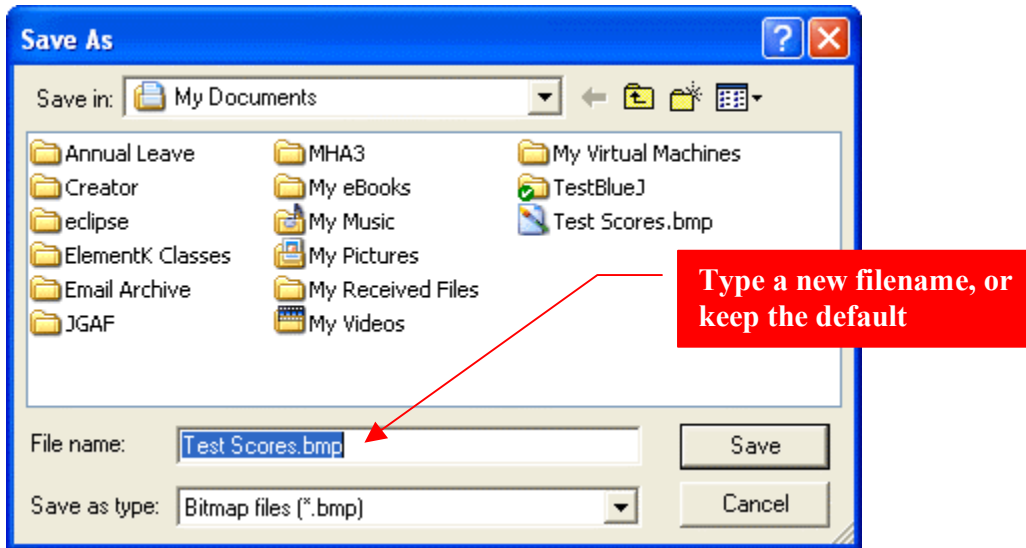 Save As
Save in: My Documents
Annual Leave MHA3 My Virtual Machines
Creator My eBooks TestBlueJ
eclipse My Music Test Scores.bmp
ElementK Classes My Pictures
Email Archive My Received Files
JGAF My Videos
Type a new filename, or
keep the default
File name: Test Scores.bmp Save
Save as type: Bitmap files (*.bmp) Cancel